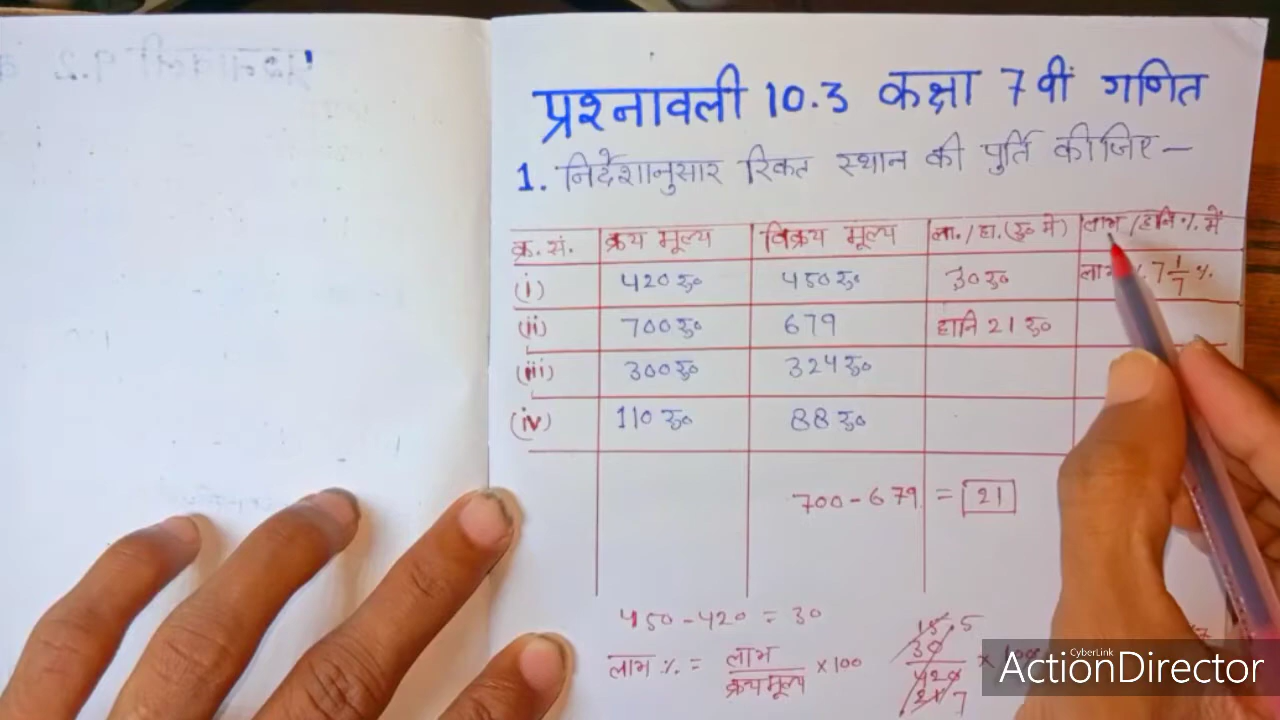 प्रश्नावली 10.3 कक्षा 7 वीं गणित
1. निर्देशानुसार रिक्त स्थान की पुर्ति कीजिए -
क्र.सं. क्रय मूल्य विक्रय मूल्य ला./हा.(रु० में) लाभ/हानि % में
(i) 420 रु० 450 रु० 30 रु० 7 1/7 %
(ii) 700 रु० 679 हानि 21 रु०
(iii) 300 रु० 324 रु०
(iv) 110 रु० 88 रु०
700 - 679 = 21
450 - 420 = 30
लाभ % = लाभ/क्रयमूल्य × 100
CyberLink
ActionDirector